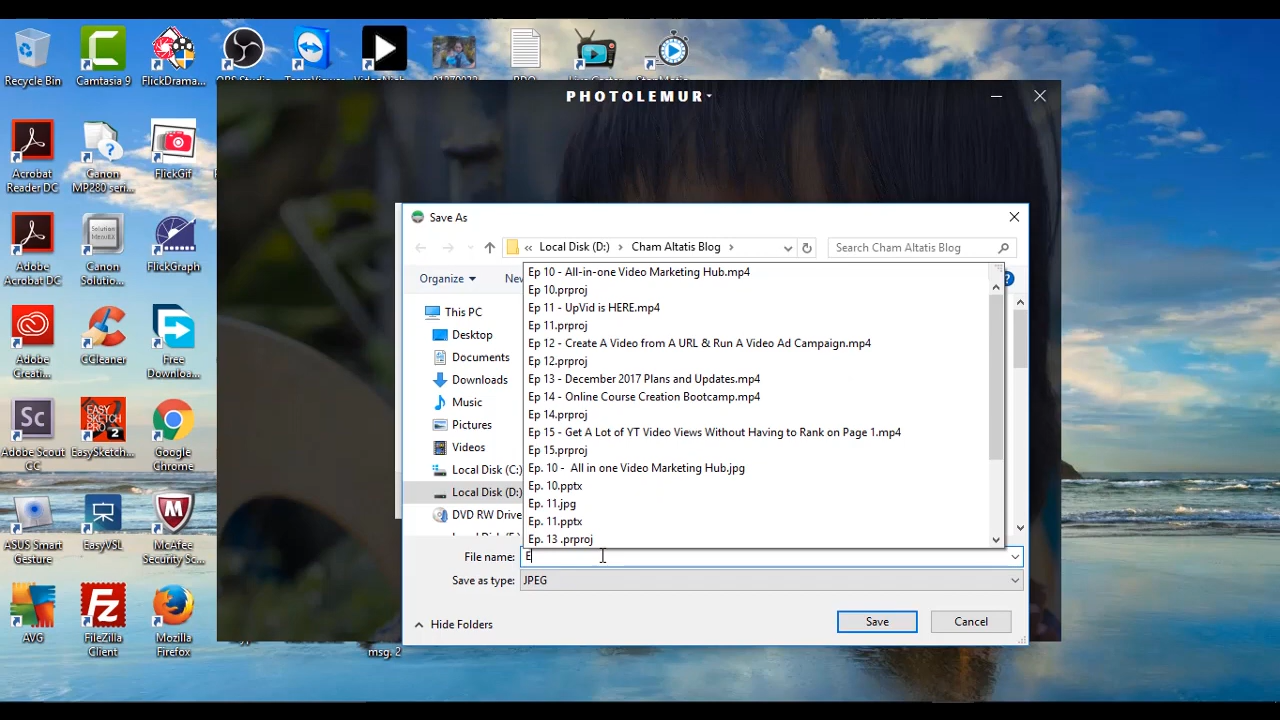 Recycle Bin
Camtasia 9
FlickDrama...
PHOTOLEMUR
Acrobat
Reader DC
Canon
MP280 seri...
FlickGif
Adobe
Acrobat DC
Canon
Solution...
FlickGraph
Adobe
Creati...
CCleaner
Free
Downloa...
Adobe Scout
CC
EasySketch...
Google
Chrome
ASUS Smart
Gesture
EasyVSL
McAfee
Security Sc...
AVG
FileZilla
Client
Mozilla
Firefox
msg. 2
Save As
« Local Disk (D:) › Cham Altatis Blog ›
Search Cham Altatis Blog
Organize
This PC
Desktop
Documents
Downloads
Music
Pictures
Videos
Local Disk (C:)
Local Disk (D:)
DVD RW Drive
Ep 10 - All-in-one Video Marketing Hub.mp4
Ep 10.prproj
Ep 11 - UpVid is HERE.mp4
Ep 11.prproj
Ep 12 - Create A Video from A URL & Run A Video Ad Campaign.mp4
Ep 12.prproj
Ep 13 - December 2017 Plans and Updates.mp4
Ep 14 - Online Course Creation Bootcamp.mp4
Ep 14.prproj
Ep 15 - Get A Lot of YT Video Views Without Having to Rank on Page 1.mp4
Ep 15.prproj
Ep. 10 -  All in one Video Marketing Hub.jpg
Ep. 10.pptx
Ep. 11.jpg
Ep. 11.pptx
Ep. 13 .prproj
File name: E
Save as type: JPEG
Hide Folders
Save
Cancel